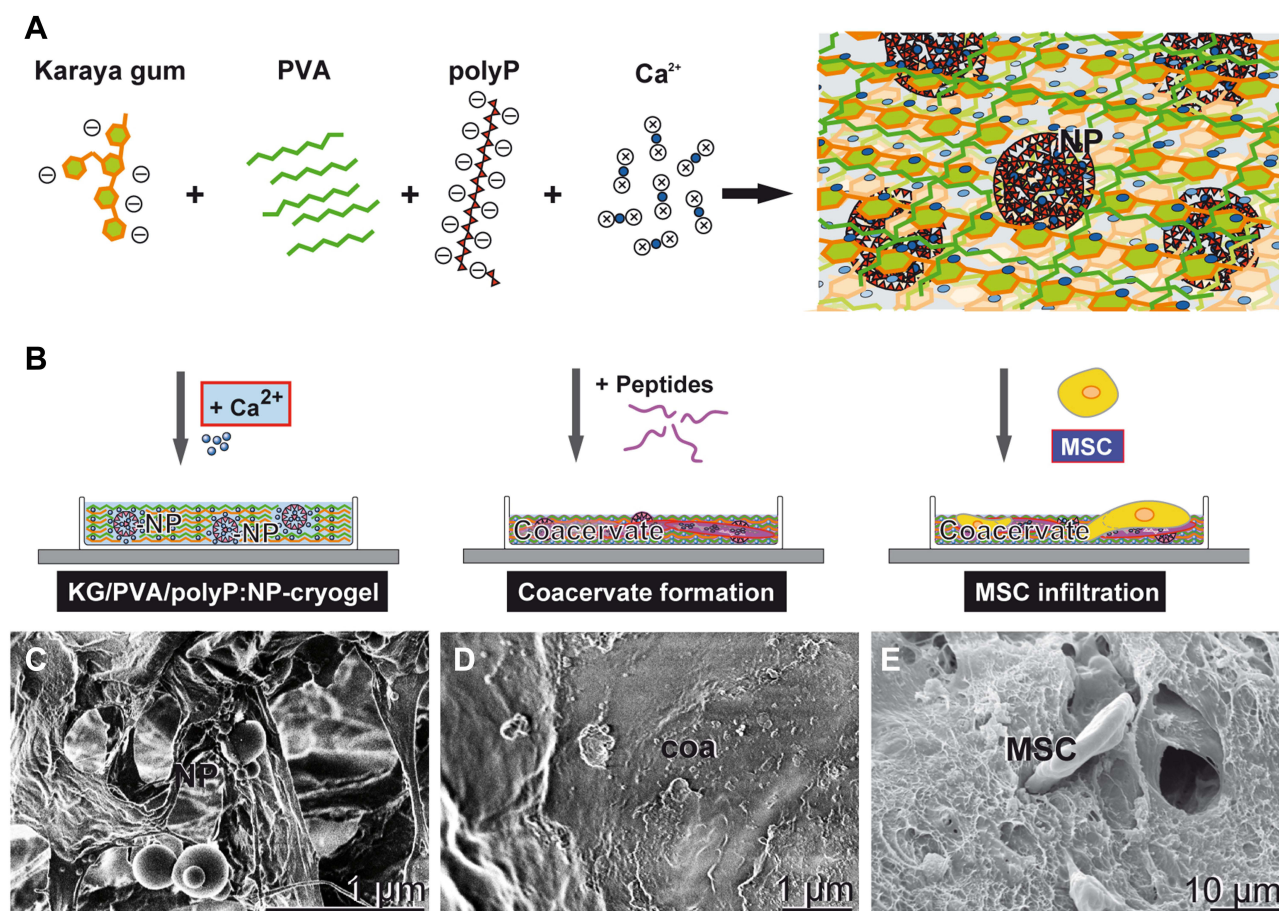 A
Karaya gum
PVA
polyP
Ca2+
+
+
+
NP
B
+ Ca2+
+ Peptides
MSC
NP
NP
Coacervate
Coacervate
KG/PVA/polyP:NP-cryogel
Coacervate formation
MSC infiltration
C
NP
1 µm
D
coa
1 µm
E
MSC
10 µm